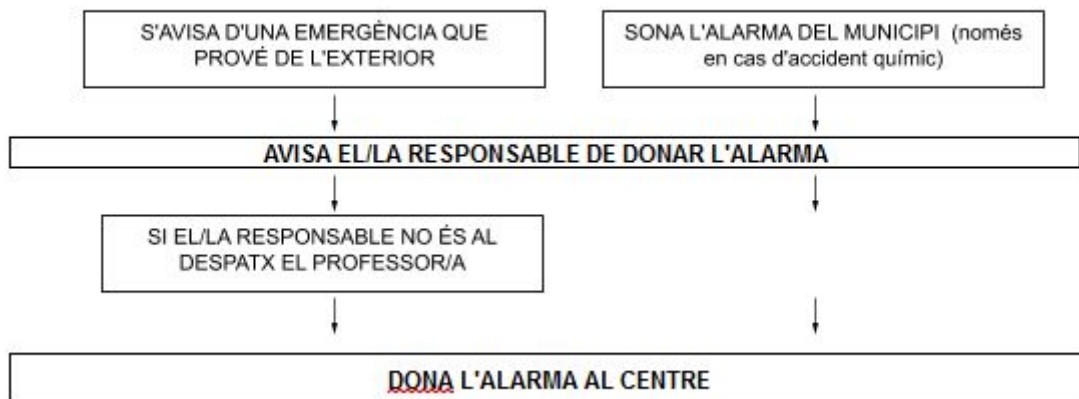 S'AVISA D'UNA EMERGÈNCIA QUE
PROVÉ DE L'EXTERIOR
SONA L'ALARMA DEL MUNICIPI (només
en cas d'accident químic)
AVISA EL/LA RESPONSABLE DE DONAR L'ALARMA
SI EL/LA RESPONSABLE NO ÉS AL
DESPATX EL PROFESSOR/A
DONA L'ALARMA AL CENTRE